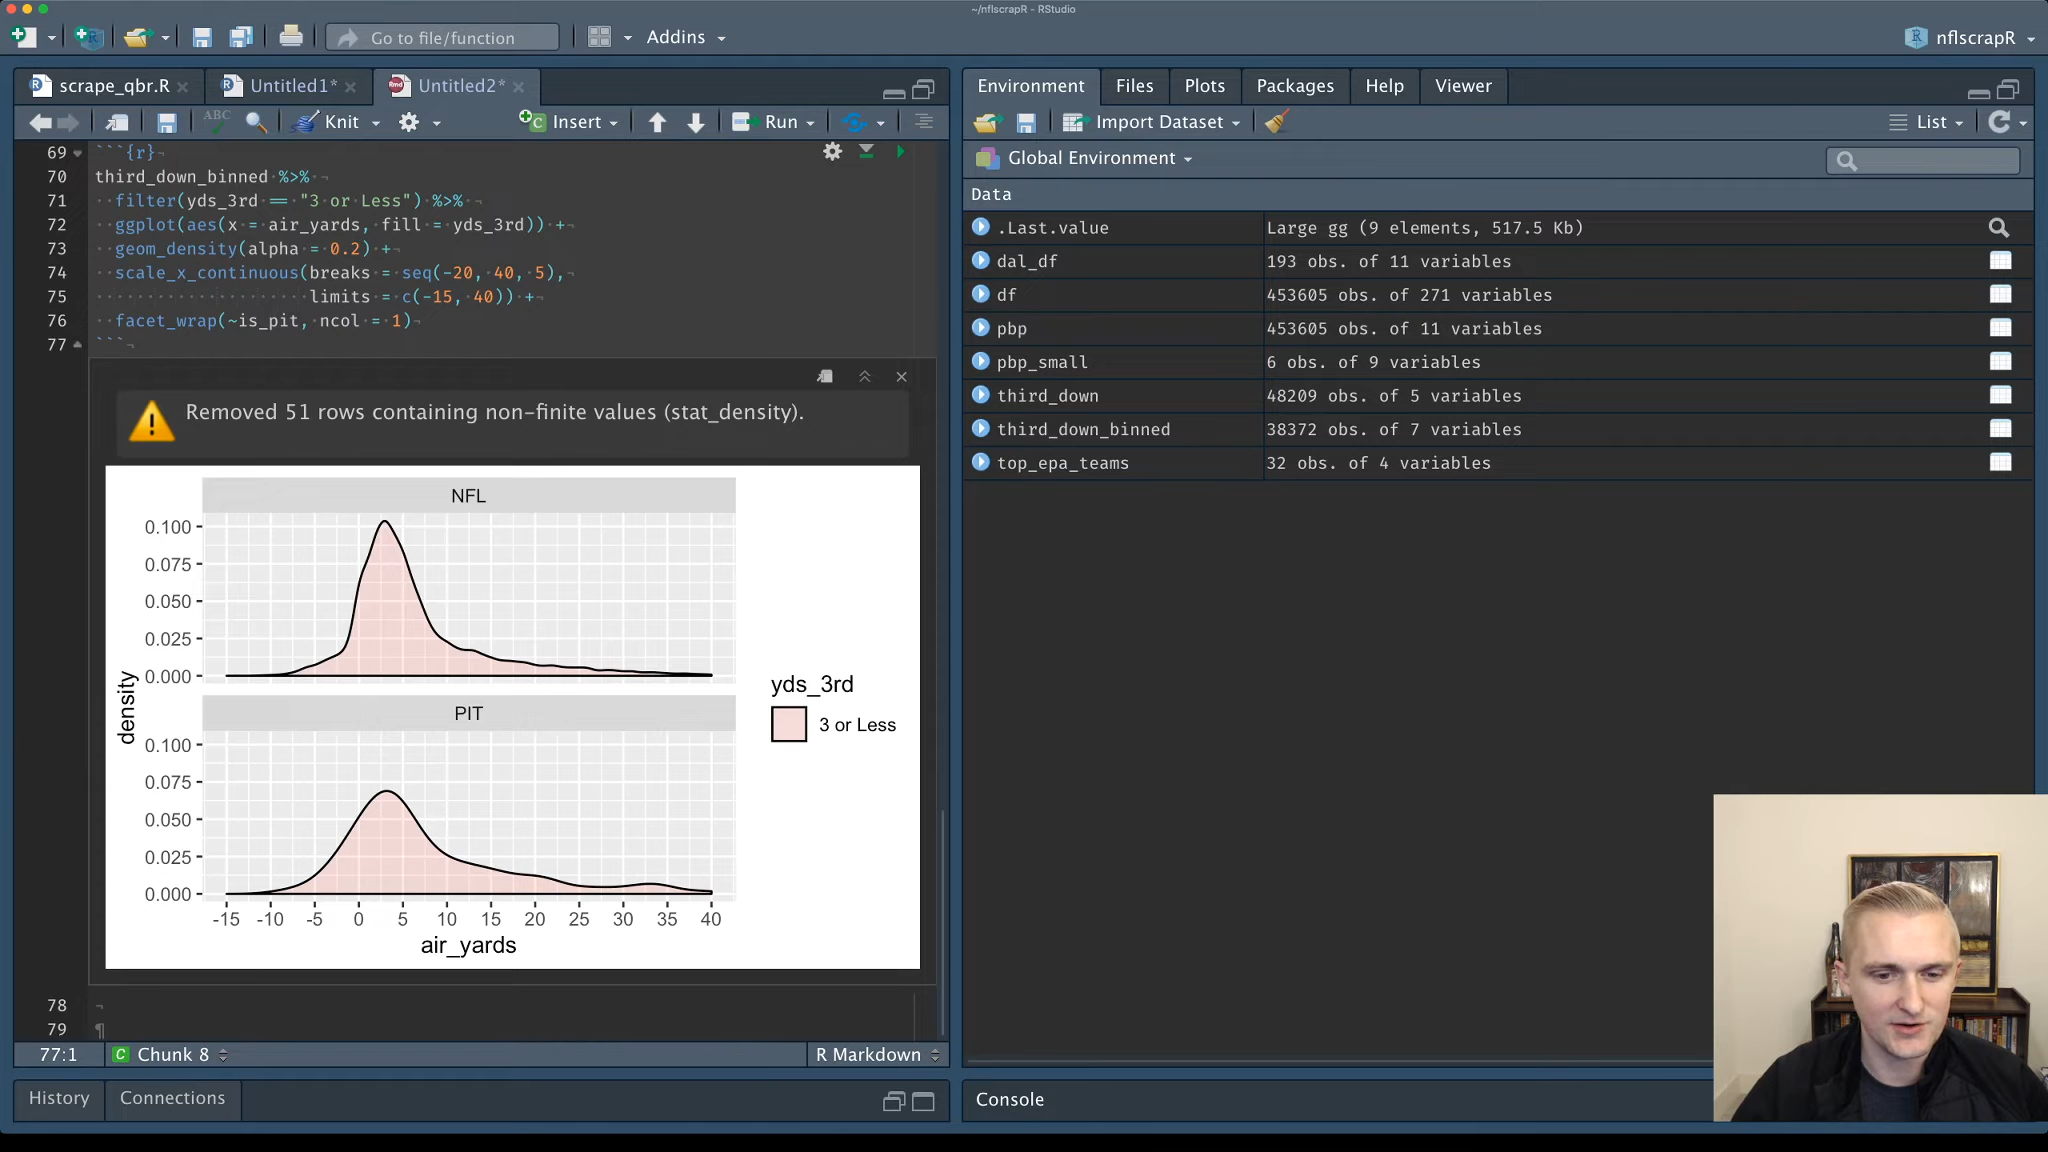 ~/nflscrapR - RStudio
Go to file/function
Addins
nflscrapR
scrape_qbr.R
Untitled1*
Untitled2*
ABC
Knit
Insert
Run
69 ```{r}
70 third_down_binned %>%
71 filter(yds_3rd == "3 or Less") %>%
72 ggplot(aes(x = air_yards, fill = yds_3rd)) +
73 geom_density(alpha = 0.2) +
74 scale_x_continuous(breaks = seq(-20, 40, 5),
75 limits = c(-15, 40)) +
76 facet_wrap(~is_pit, ncol = 1)
77 ```
Removed 51 rows containing non-finite values (stat_density).
NFL
0.100
0.075
0.050
0.025
0.000
PIT
0.100
0.075
0.050
0.025
0.000
density
-15 -10 -5 0 5 10 15 20 25 30 35 40
air_yards
yds_3rd
3 or Less
78
79
77:1
Chunk 8
R Markdown
History
Connections
Environment
Files
Plots
Packages
Help
Viewer
Import Dataset
List
Global Environment
Data
.Last.value Large gg (9 elements, 517.5 Kb)
dal_df 193 obs. of 11 variables
df 453605 obs. of 271 variables
pbp 453605 obs. of 11 variables
pbp_small 6 obs. of 9 variables
third_down 48209 obs. of 5 variables
third_down_binned 38372 obs. of 7 variables
top_epa_teams 32 obs. of 4 variables
Console